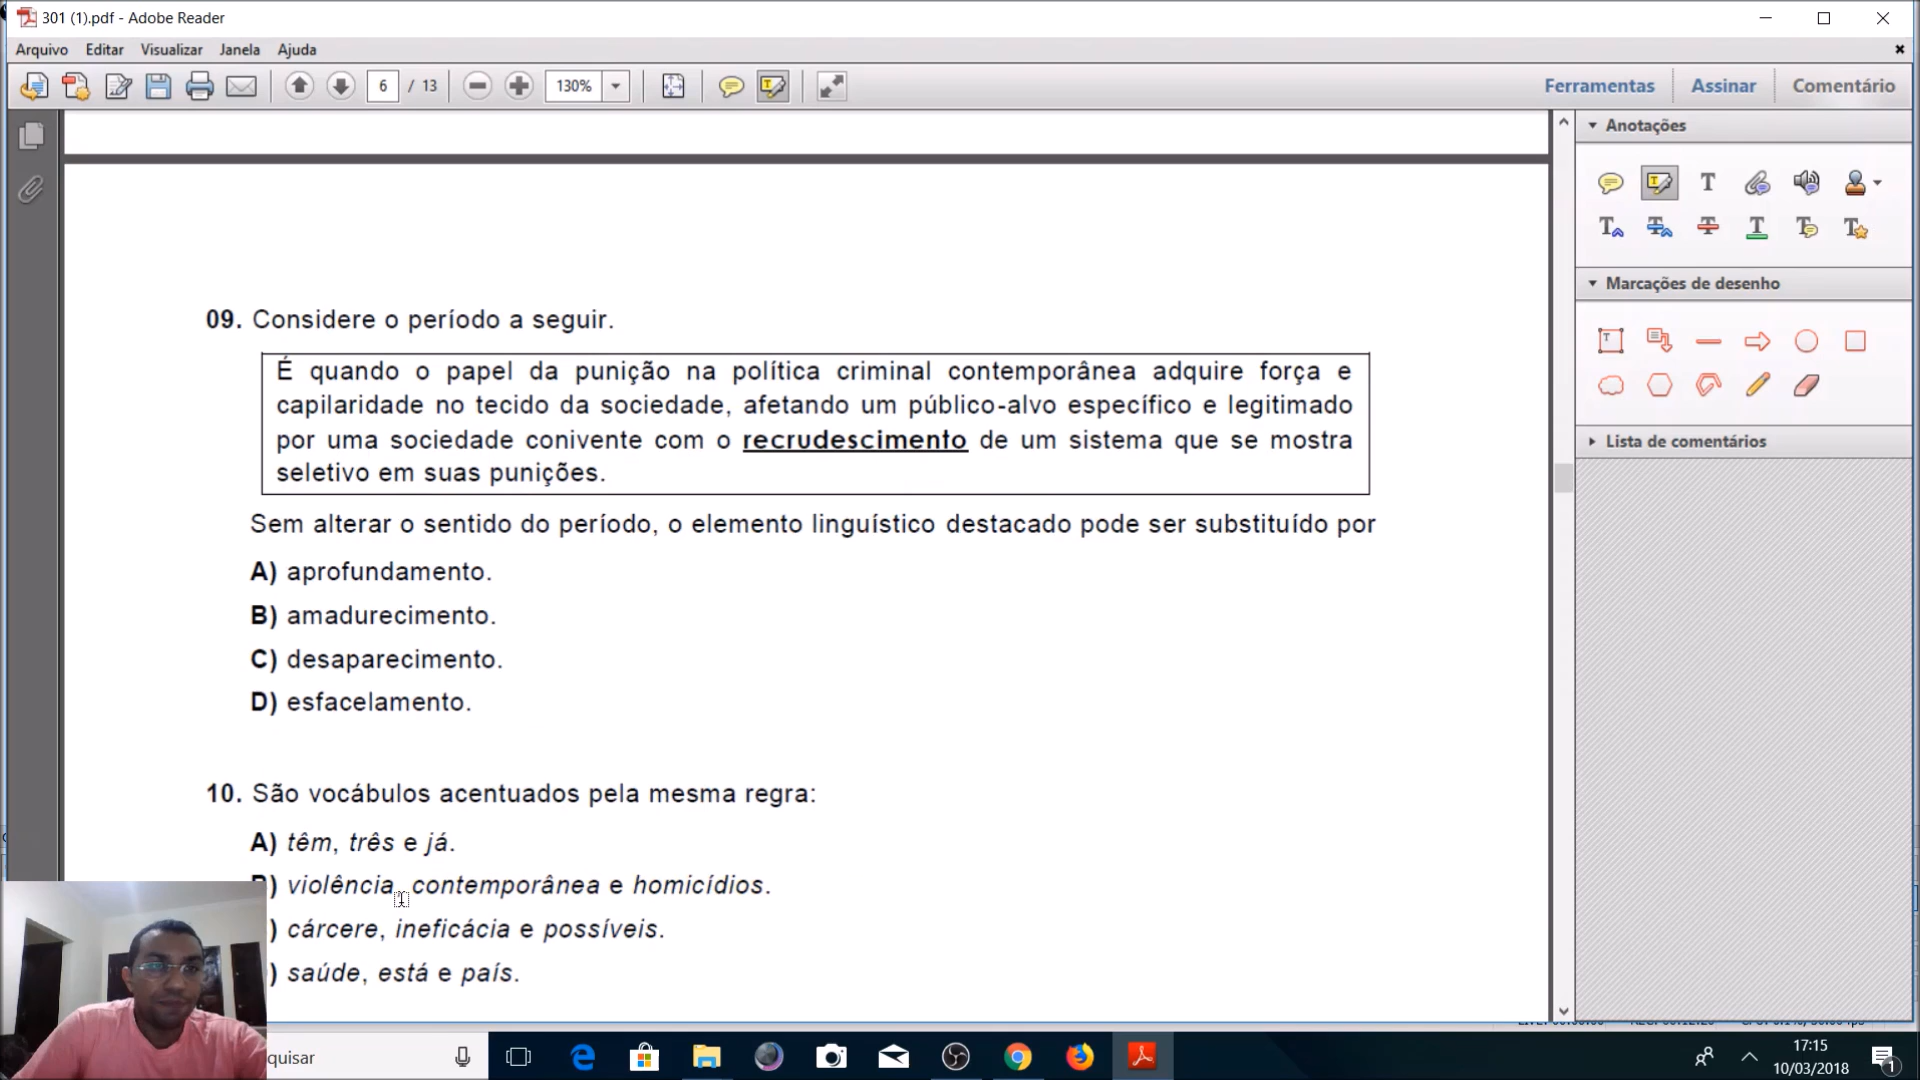 301 (1).pdf - Adobe Reader
Arquivo Editar Visualizar Janela Ajuda
6 / 13 130% Ferramentas Assinar Comentário
Anotações
Marcações de desenho
Lista de comentários
09. Considere o período a seguir.
É quando o papel da punição na política criminal contemporânea adquire força e
capilaridade no tecido da sociedade, afetando um público-alvo específico e legitimado
por uma sociedade conivente com o recrudescimento de um sistema que se mostra
seletivo em suas punições.
Sem alterar o sentido do período, o elemento linguístico destacado pode ser substituído por
A) aprofundamento.
B) amadurecimento.
C) desaparecimento.
D) esfacelamento.
10. São vocábulos acentuados pela mesma regra:
A) têm, três e já.
) violência, contemporânea e homicídios.
) cárcere, ineficácia e possíveis.
) saúde, está e país.
quisar
17:15
10/03/2018
1